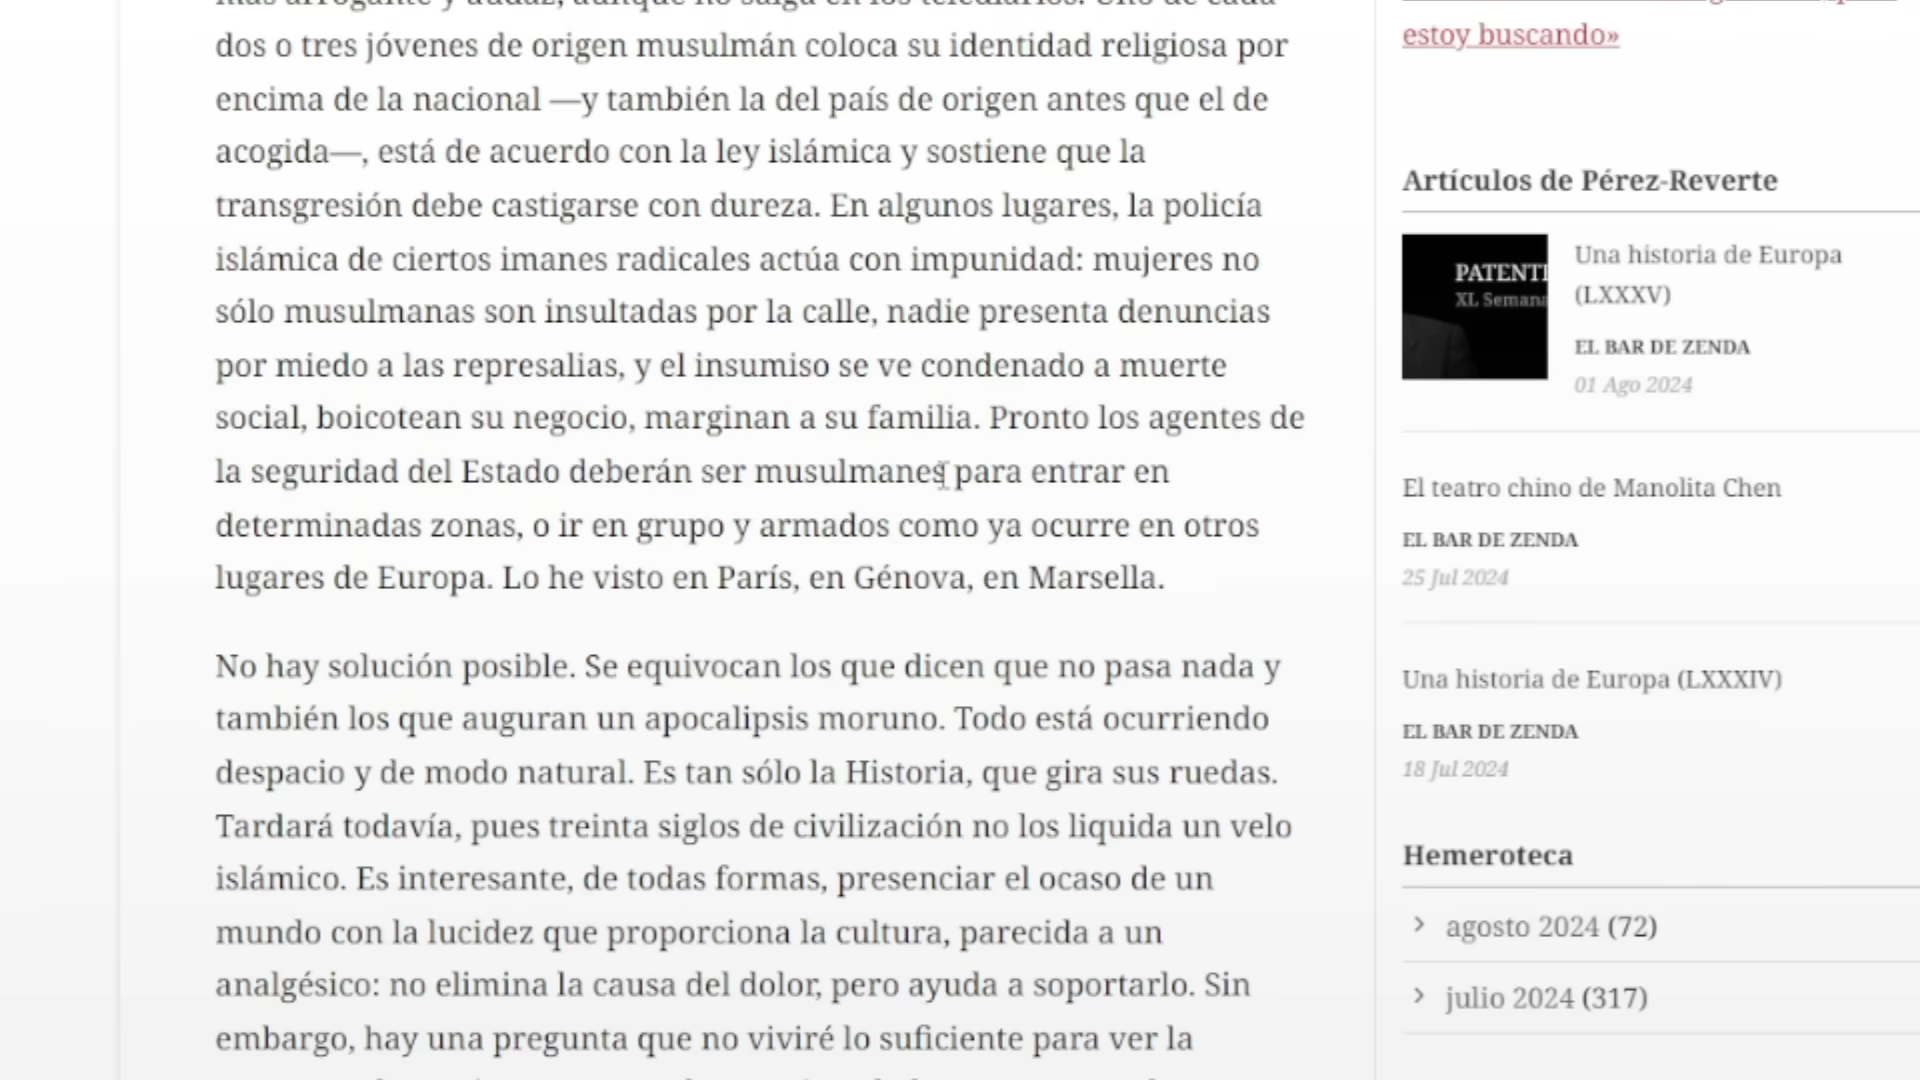 dos o tres jóvenes de origen musulmán coloca su identidad religiosa por
encima de la nacional —y también la del país de origen antes que el de
acogida—, está de acuerdo con la ley islámica y sostiene que la
transgresión debe castigarse con dureza. En algunos lugares, la policía
islámica de ciertos imanes radicales actúa con impunidad: mujeres no
sólo musulmanas son insultadas por la calle, nadie presenta denuncias
por miedo a las represalias, y el insumiso se ve condenado a muerte
social, boicotean su negocio, marginan a su familia. Pronto los agentes de
la seguridad del Estado deberán ser musulmanes para entrar en
determinadas zonas, o ir en grupo y armados como ya ocurre en otros
lugares de Europa. Lo he visto en París, en Génova, en Marsella.
No hay solución posible. Se equivocan los que dicen que no pasa nada y
también los que auguran un apocalipsis moruno. Todo está ocurriendo
despacio y de modo natural. Es tan sólo la Historia, que gira sus ruedas.
Tardará todavía, pues treinta siglos de civilización no los liquida un velo
islámico. Es interesante, de todas formas, presenciar el ocaso de un
mundo con la lucidez que proporciona la cultura, parecida a un
analgésico: no elimina la causa del dolor, pero ayuda a soportarlo. Sin
embargo, hay una pregunta que no viviré lo suficiente para ver la
estoy buscando»
Artículos de Pérez-Reverte
PATENT
XL Semana
Una historia de Europa
(LXXXV)
EL BAR DE ZENDA
01 Ago 2024
El teatro chino de Manolita Chen
EL BAR DE ZENDA
25 Jul 2024
Una historia de Europa (LXXXIV)
EL BAR DE ZENDA
18 Jul 2024
Hemeroteca
agosto 2024 (72)
julio 2024 (317)